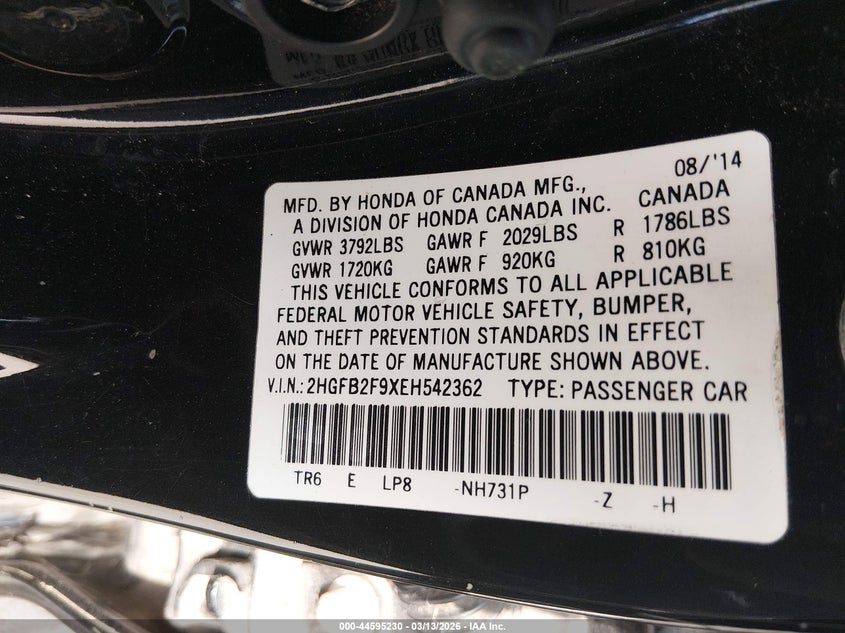 08/'14
MFD. BY HONDA OF CANADA MFG.,
A DIVISION OF HONDA CANADA INC. CANADA
GVWR 3792LBS GAWR F 2029LBS R 1786LBS
GVWR 1720KG GAWR F 920KG R 810KG
THIS VEHICLE CONFORMS TO ALL APPLICABLE
FEDERAL MOTOR VEHICLE SAFETY, BUMPER,
AND THEFT PREVENTION STANDARDS IN EFFECT
ON THE DATE OF MANUFACTURE SHOWN ABOVE.
V.I.N.: 2HGFB2F9XEH542362 TYPE: PASSENGER CAR
TR6 E LP8 -NH731P -Z -H
000-44595230 - 03/13/2026 - IAA Inc.